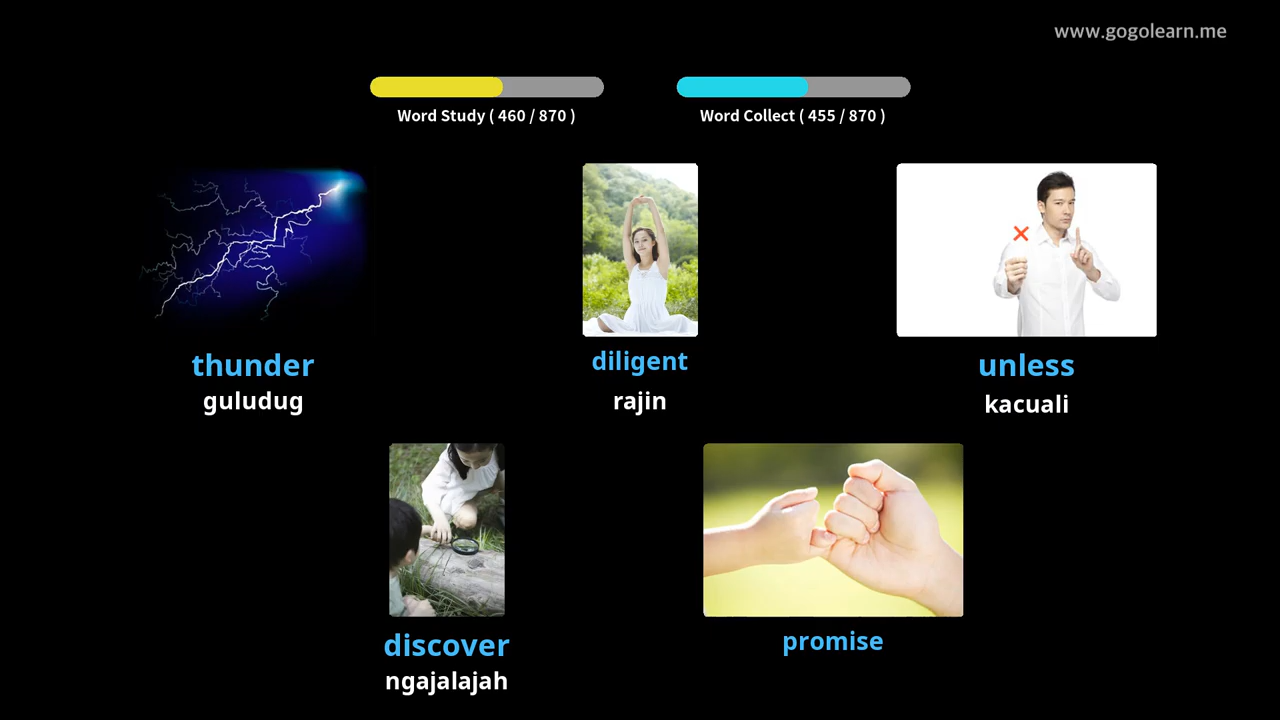 www.gogolearn.me
Word Study ( 460 / 870 )
Word Collect ( 455 / 870 )
thunder
guludug
diligent
rajin
unless
kacuali
discover
ngajalajah
promise